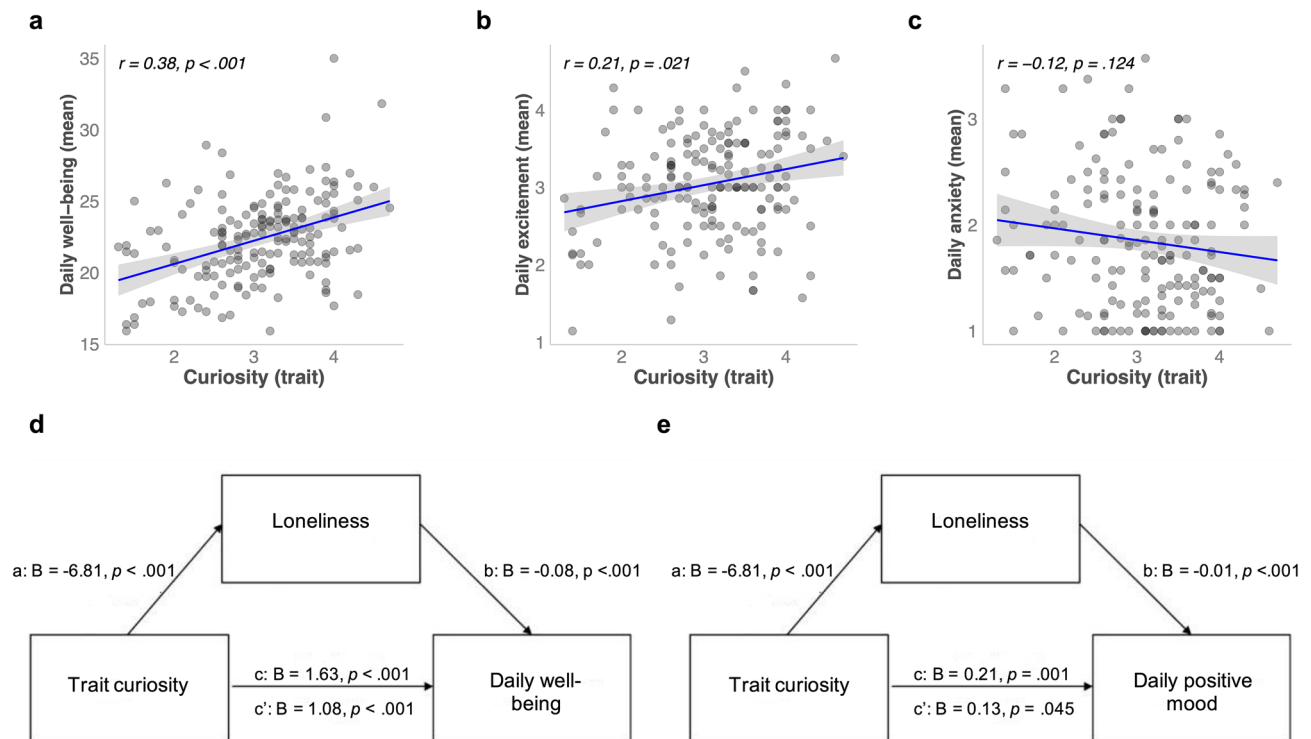 a
r = 0.38, p < .001
Daily well–being (mean)
35
30
25
20
15
2 3 4
Curiosity (trait)
b
r = 0.21, p = .021
Daily excitement (mean)
4
3
2
1
2 3 4
Curiosity (trait)
c
r = −0.12, p = .124
Daily anxiety (mean)
3
2
1
2 3 4
Curiosity (trait)
d
Loneliness
a: B = -6.81, p < .001
b: B = -0.08, p <.001
Trait curiosity
c: B = 1.63, p < .001
c’: B = 1.08, p < .001
Daily well-
being
e
Loneliness
a: B = -6.81, p < .001
b: B = -0.01, p <.001
Trait curiosity
c: B = 0.21, p = .001
c’: B = 0.13, p = .045
Daily positive
mood